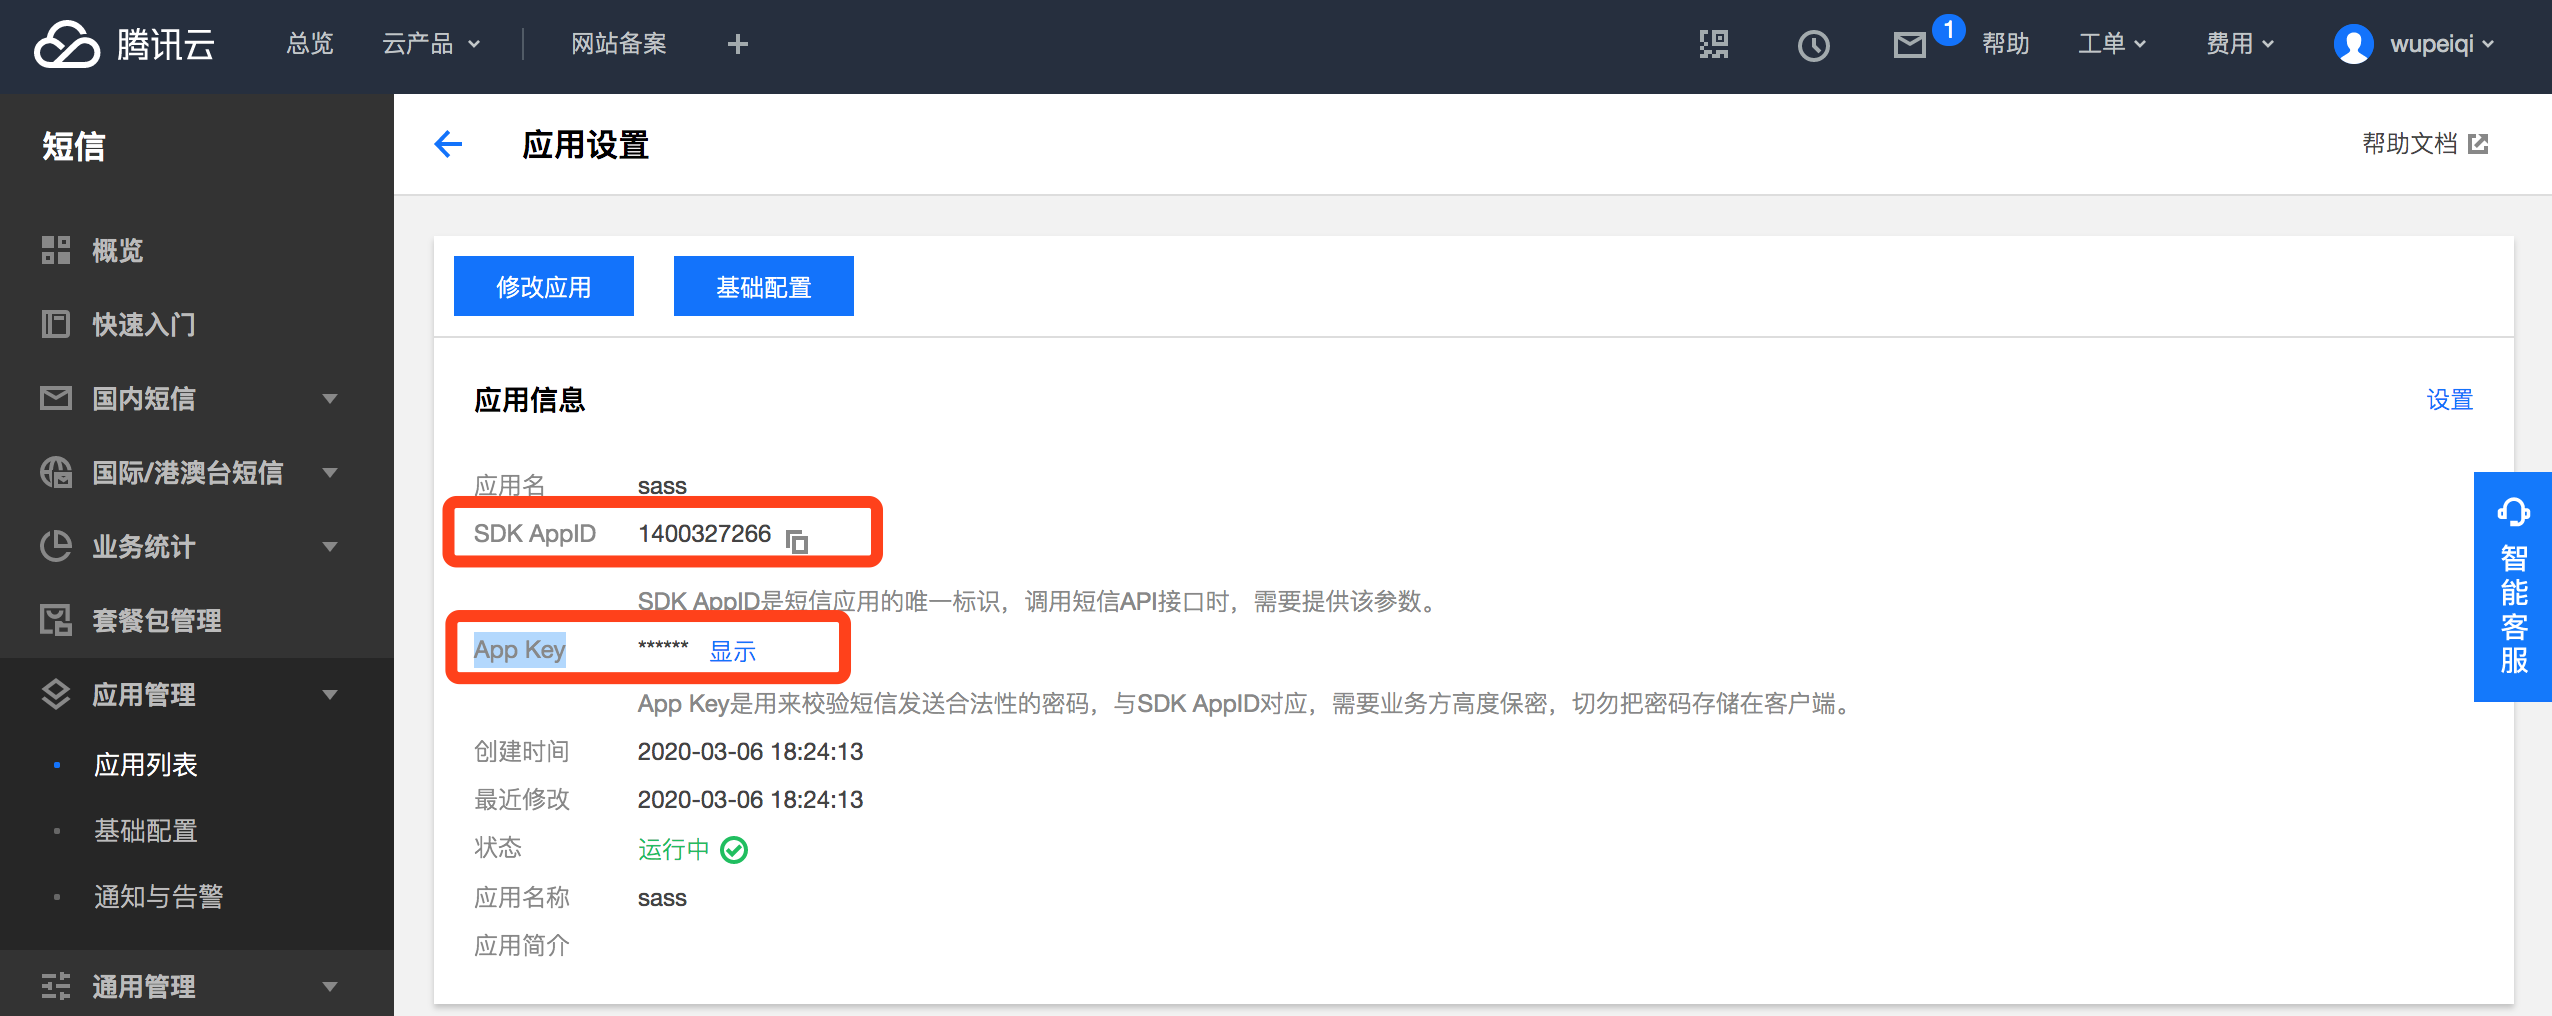 腾讯云 总览 云产品 网站备案 1 帮助 工单 费用 wupeiqi
短信
概览
快速入门
国内短信
国际/港澳台短信
业务统计
套餐包管理
应用管理
应用列表
基础配置
通知与告警
通用管理
应用设置 帮助文档
修改应用 基础配置
应用信息 设置
应用名 sass
SDK AppID 1400327266
SDK AppID是短信应用的唯一标识，调用短信API接口时，需要提供该参数。
App Key ****** 显示
App Key是用来校验短信发送合法性的密码，与SDK AppID对应，需要业务方高度保密，切勿把密码存储在客户端。
创建时间 2020-03-06 18:24:13
最近修改 2020-03-06 18:24:13
状态 运行中
应用名称 sass
应用简介
智能客服